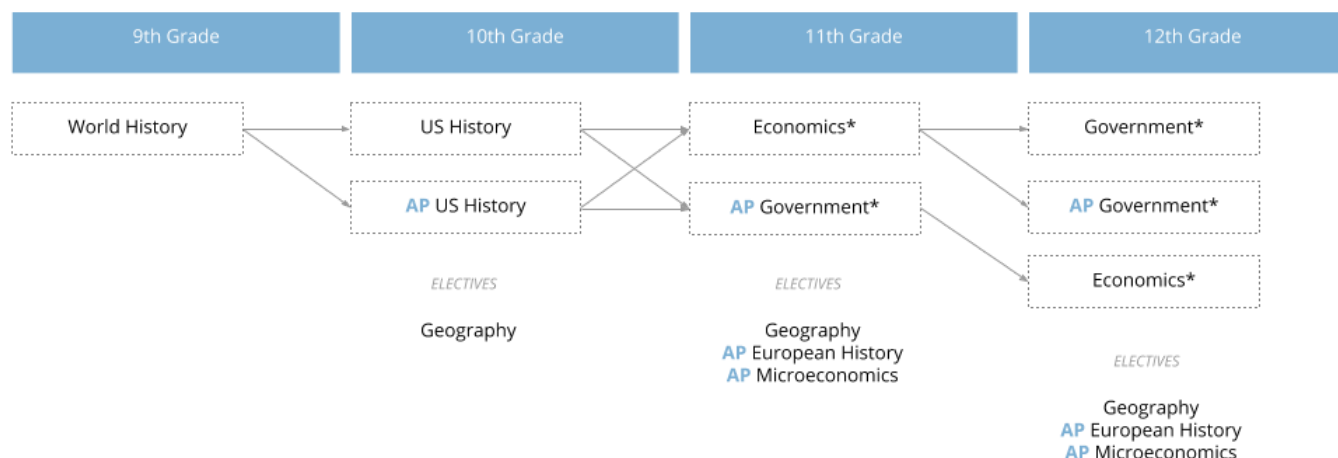 9th Grade
10th Grade
11th Grade
12th Grade
World History
US History
Economics*
Government*
AP US History
AP Government*
AP Government*
Economics*
ELECTIVES
Geography
ELECTIVES
Geography
AP European History
AP Microeconomics
ELECTIVES
Geography
AP European History
AP Microeconomics